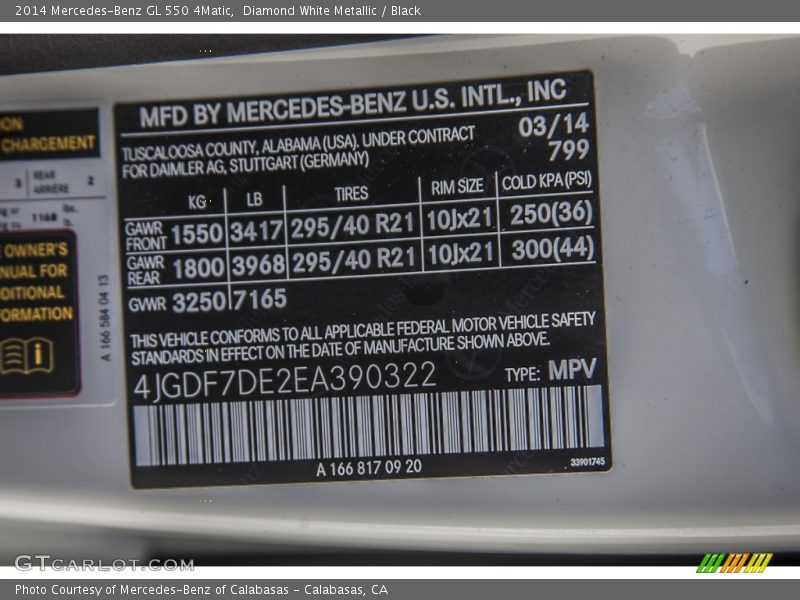 2014 Mercedes-Benz GL 550 4Matic,  Diamond White Metallic / Black
MFD BY MERCEDES-BENZ U.S. INTL., INC
TUSCALOOSA COUNTY, ALABAMA (USA). UNDER CONTRACT
FOR DAIMLER AG, STUTTGART (GERMANY)
03/14
799
KG LB TIRES RIM SIZE COLD KPA(PSI)
GAWR FRONT 1550 3417 295/40 R21 10Jx21 250(36)
GAWR REAR 1800 3968 295/40 R21 10Jx21 300(44)
GVWR 3250 7165
THIS VEHICLE CONFORMS TO ALL APPLICABLE FEDERAL MOTOR VEHICLE SAFETY
STANDARDS IN EFFECT ON THE DATE OF MANUFACTURE SHOWN ABOVE.
4JGDF7DE2EA390322 TYPE: MPV
A 166 817 09 20
33901745
CHARGEMENT
3 REAR
ARRIÈRE 2
1160 lbs.
OWNER'S
FOR
A 166 584 04 13
GTCARLOT.COM
Photo Courtesy of Mercedes-Benz of Calabasas - Calabasas, CA